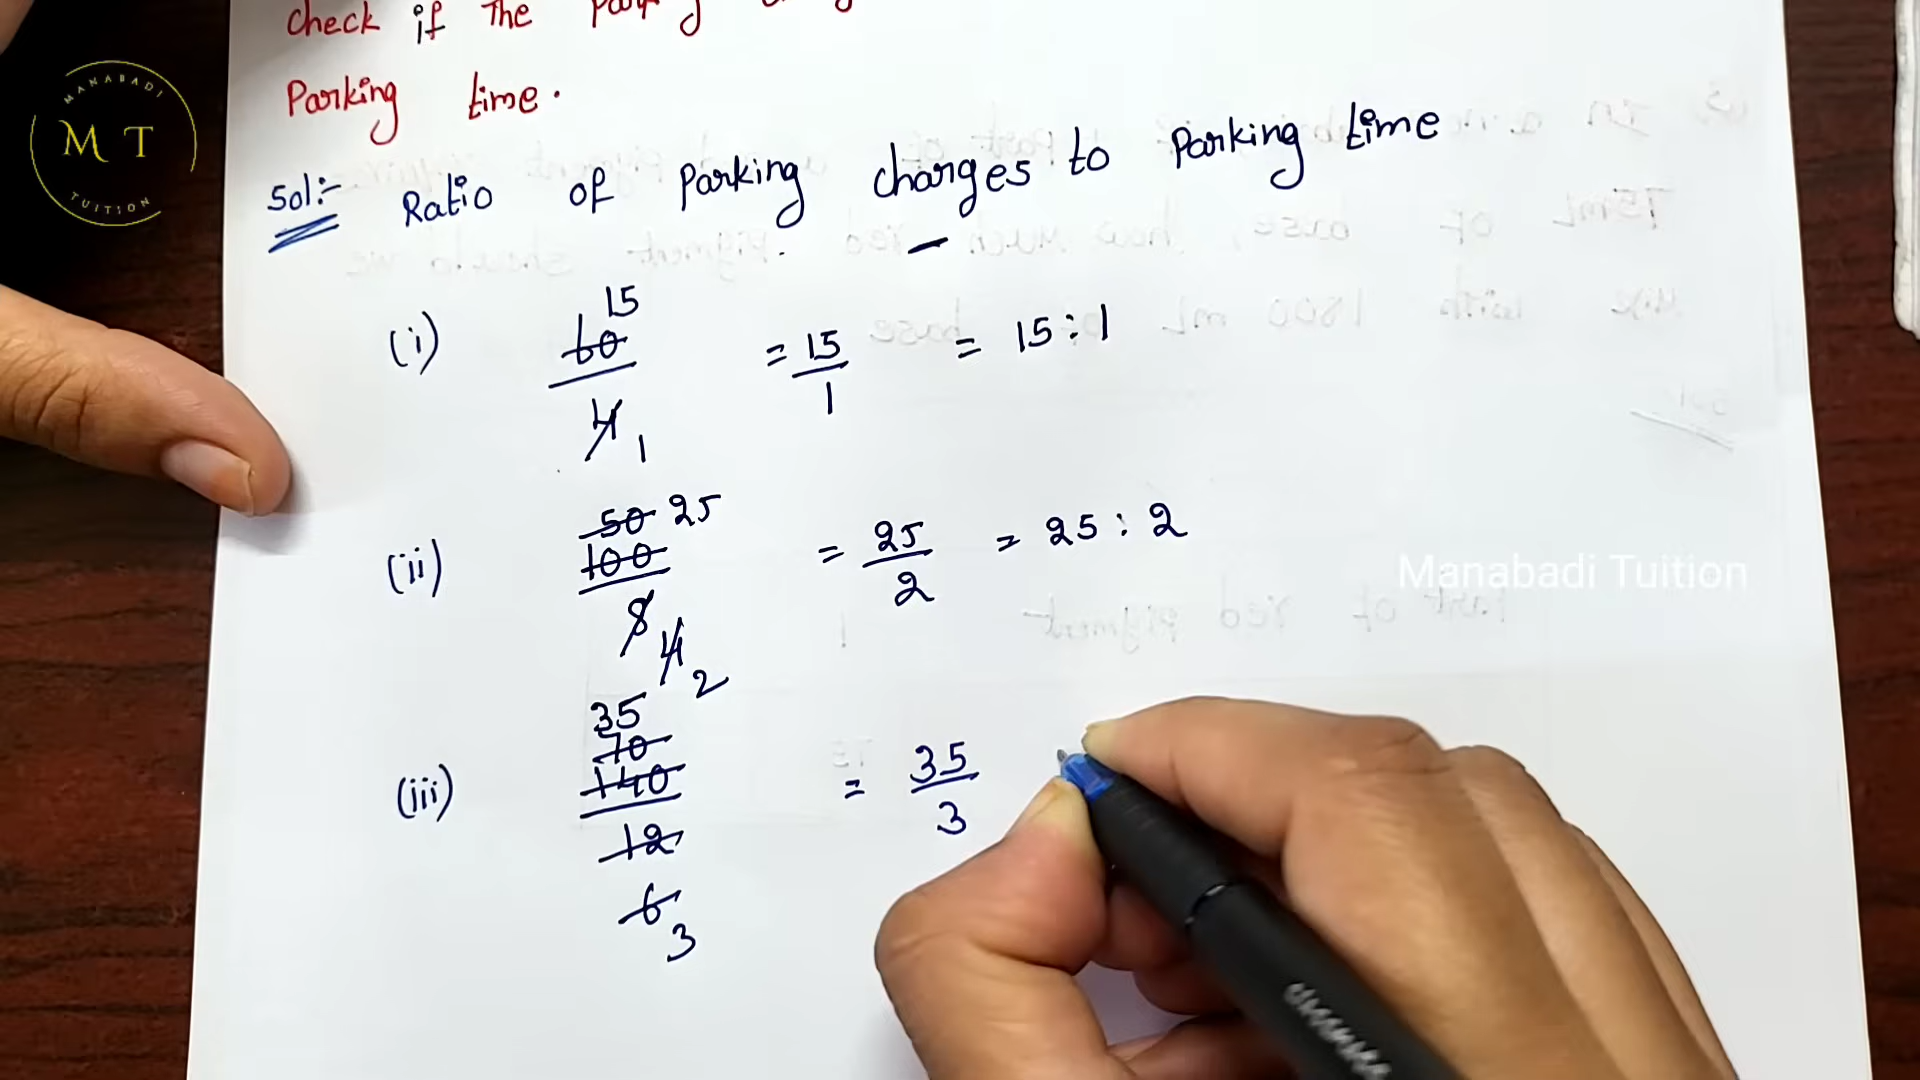 check if the
Parking time.
MANABADI
MT
TUITION
Sol:- Ratio of Parking charges to Parking time
(i) 60 15 / 4 1 = 15/1 = 15 : 1
(ii) 50 25 100 / 8 4 2 = 25/2 = 25 : 2
Manabadi Tuition
(iii) 35 70 140 / 12 6 3 = 35/3